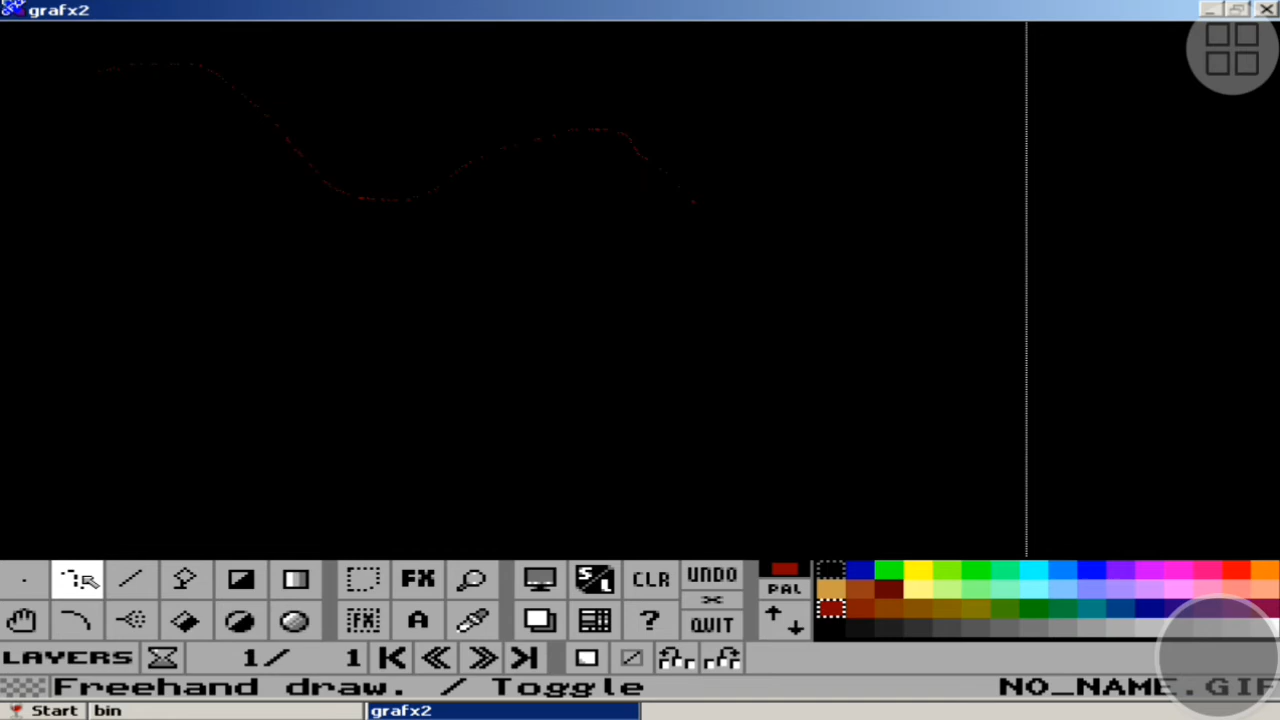 grafx2
FX
CLR
UNDO
PAL
FX
A
?
QUIT
LAYERS
1/ 1
Freehand draw. / Toggle
NO_NAME.GIF
Start
bin
grafx2